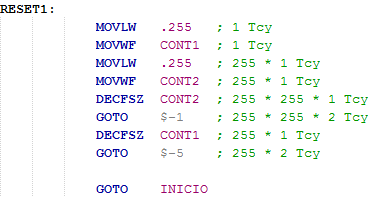 RESET1:
MOVLW .255 ; 1 Tcy
MOVWF CONT1 ; 1 Tcy
MOVLW .255 ; 255 * 1 Tcy
MOVWF CONT2 ; 255 * 1 Tcy
DECFSZ CONT2 ; 255 * 255 * 1 Tcy
GOTO $-1 ; 255 * 255 * 2 Tcy
DECFSZ CONT1 ; 255 * 1 Tcy
GOTO $-5 ; 255 * 2 Tcy
GOTO INICIO